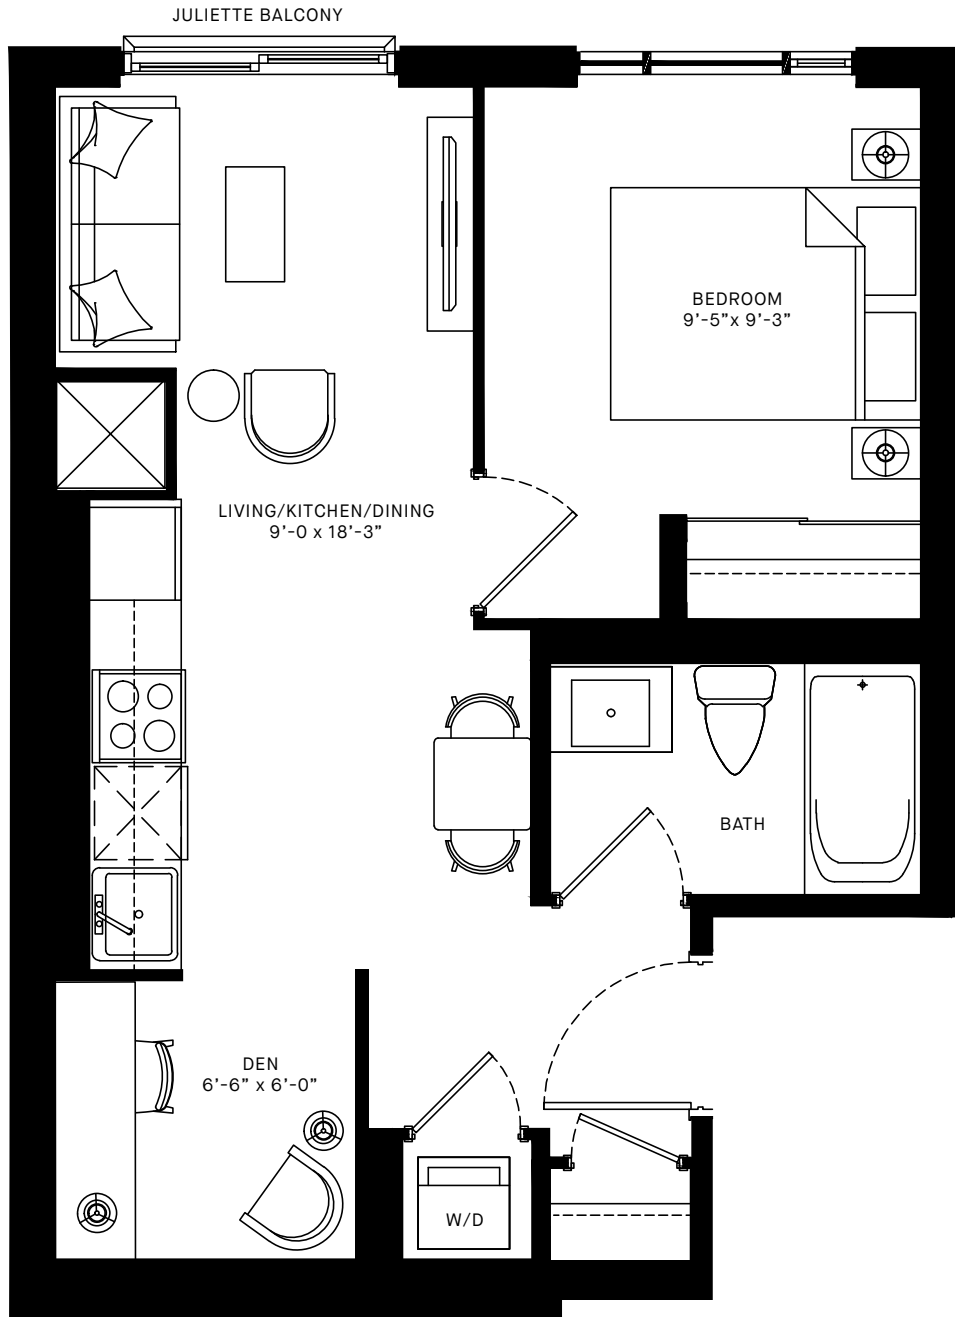 JULIETTE BALCONY
BEDROOM
9’-5”x 9’-3”
LIVING/KITCHEN/DINING
9’-0 x 18’-3”
BATH
DEN
6’-6” x 6’-0”
W/D